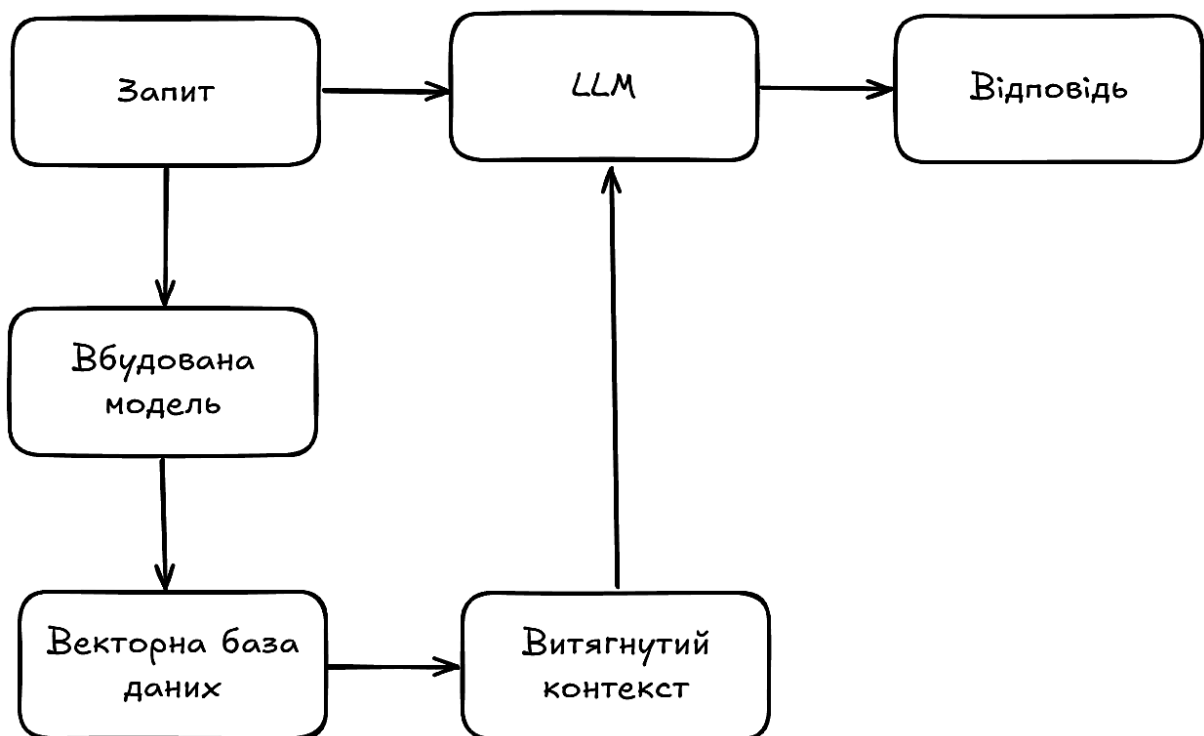 Запит
LLM
Відповідь
Вбудована
модель
Векторна база
даних
Витягнутий
контекст